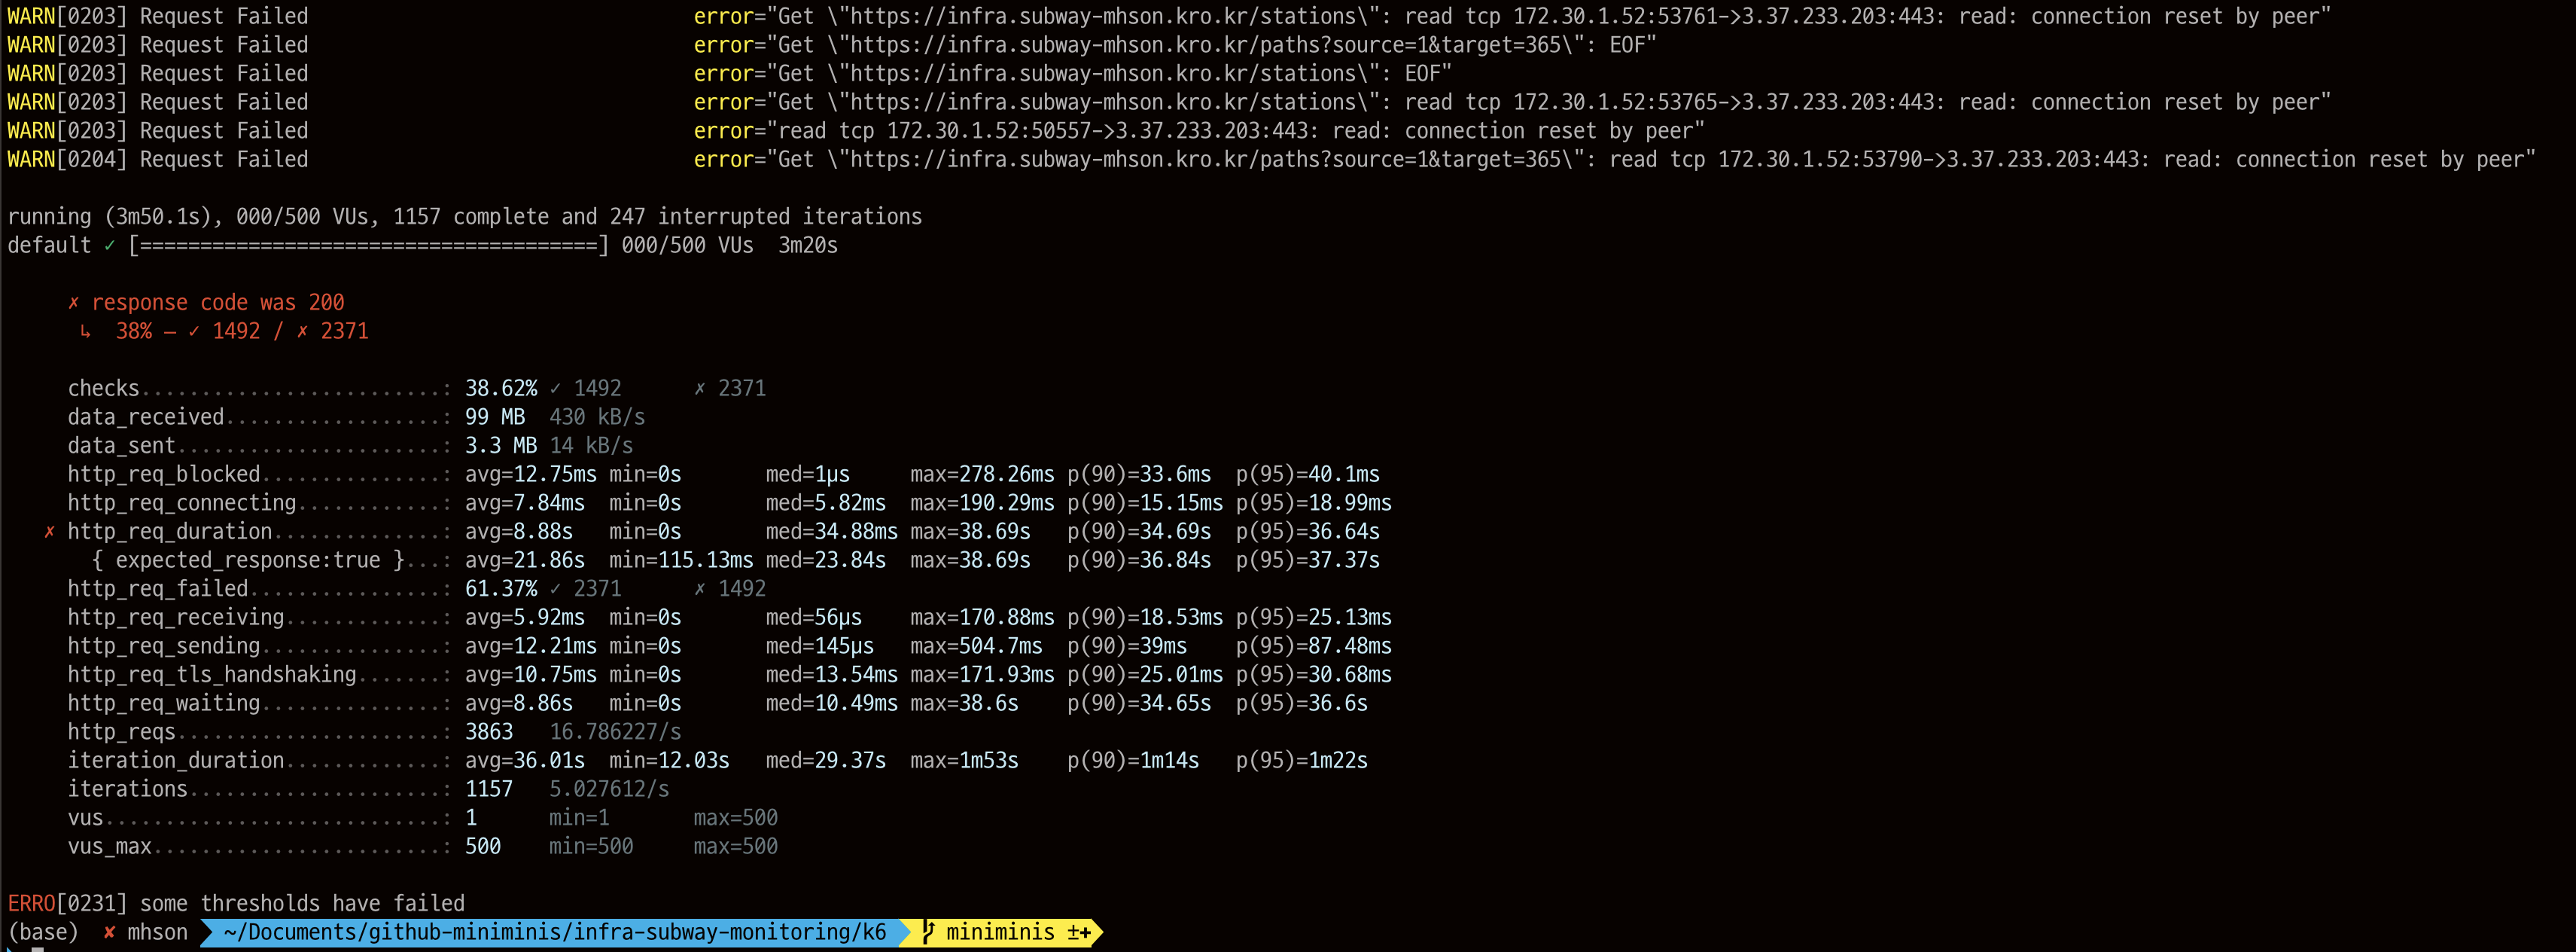 WARN[0203] Request Failed error="Get \"https://infra.subway-mhson.kro.kr/stations\": read tcp 172.30.1.52:53761->3.37.233.203:443: read: connection reset by peer"
WARN[0203] Request Failed error="Get \"https://infra.subway-mhson.kro.kr/paths?source=1&target=365\": EOF"
WARN[0203] Request Failed error="Get \"https://infra.subway-mhson.kro.kr/stations\": EOF"
WARN[0203] Request Failed error="Get \"https://infra.subway-mhson.kro.kr/stations\": read tcp 172.30.1.52:53765->3.37.233.203:443: read: connection reset by peer"
WARN[0203] Request Failed error="read tcp 172.30.1.52:50557->3.37.233.203:443: read: connection reset by peer"
WARN[0204] Request Failed error="Get \"https://infra.subway-mhson.kro.kr/paths?source=1&target=365\": read tcp 172.30.1.52:53790->3.37.233.203:443: read: connection reset by peer"
running (3m50.1s), 000/500 VUs, 1157 complete and 247 interrupted iterations
default ✓ [======================================] 000/500 VUs 3m20s
✗ response code was 200
↳ 38% — ✓ 1492 / ✗ 2371
checks.........................: 38.62% ✓ 1492 ✗ 2371
data_received..................: 99 MB 430 kB/s
data_sent......................: 3.3 MB 14 kB/s
http_req_blocked...............: avg=12.75ms min=0s med=1µs max=278.26ms p(90)=33.6ms p(95)=40.1ms
http_req_connecting............: avg=7.84ms min=0s med=5.82ms max=190.29ms p(90)=15.15ms p(95)=18.99ms
✗ http_req_duration..............: avg=8.88s min=0s med=34.88ms max=38.69s p(90)=34.69s p(95)=36.64s
{ expected_response:true }...: avg=21.86s min=115.13ms med=23.84s max=38.69s p(90)=36.84s p(95)=37.37s
http_req_failed................: 61.37% ✓ 2371 ✗ 1492
http_req_receiving.............: avg=5.92ms min=0s med=56µs max=170.88ms p(90)=18.53ms p(95)=25.13ms
http_req_sending...............: avg=12.21ms min=0s med=145µs max=504.7ms p(90)=39ms p(95)=87.48ms
http_req_tls_handshaking.......: avg=10.75ms min=0s med=13.54ms max=171.93ms p(90)=25.01ms p(95)=30.68ms
http_req_waiting...............: avg=8.86s min=0s med=10.49ms max=38.6s p(90)=34.65s p(95)=36.6s
http_reqs......................: 3863 16.786227/s
iteration_duration.............: avg=36.01s min=12.03s med=29.37s max=1m53s p(90)=1m14s p(95)=1m22s
iterations.....................: 1157 5.027612/s
vus............................: 1 min=1 max=500
vus_max........................: 500 min=500 max=500
ERRO[0231] some thresholds have failed
(base) ✘ mhson ~/Documents/github-miniminis/infra-subway-monitoring/k6 miniminis ±✚